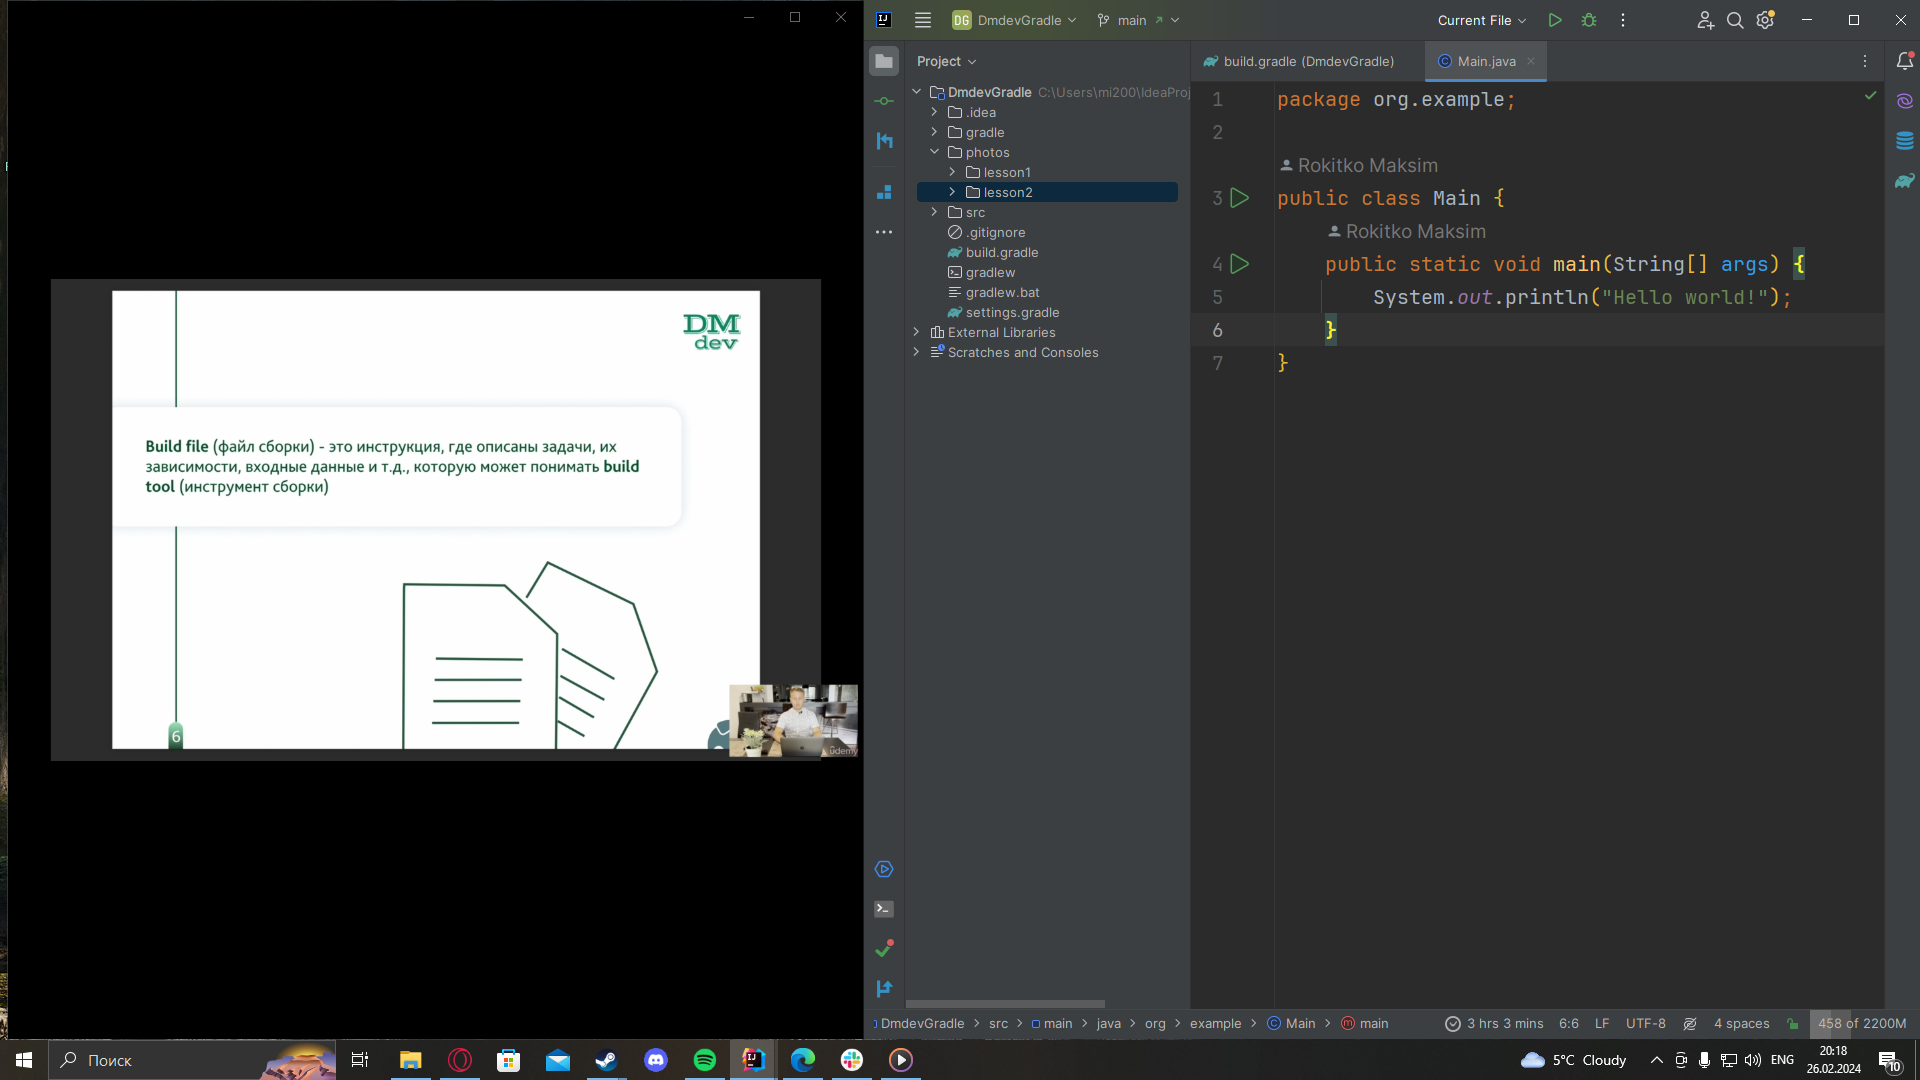 DM
dev
Build file (файл сборки) - это инструкция, где описаны задачи, их
зависимости, входные данные и т.д., которую может понимать build
tool (инструмент сборки)
6
udemy
DG DmdevGradle
main
Current File
Project
build.gradle (DmdevGradle)
Main.java
DmdevGradle C:\Users\mi200\IdeaProj
.idea
gradle
photos
lesson1
lesson2
src
.gitignore
build.gradle
gradlew
gradlew.bat
settings.gradle
External Libraries
Scratches and Consoles
1 package org.example;
2
Rokitko Maksim
3 public class Main {
Rokitko Maksim
4 public static void main(String[] args) {
5 System.out.println("Hello world!");
6 }
7 }
DmdevGradle > src > main > java > org > example > Main > main
3 hrs 3 mins 6:6 LF UTF-8 4 spaces 458 of 2200M
Поиск
5°C Cloudy
ENG
20:18
26.02.2024
10